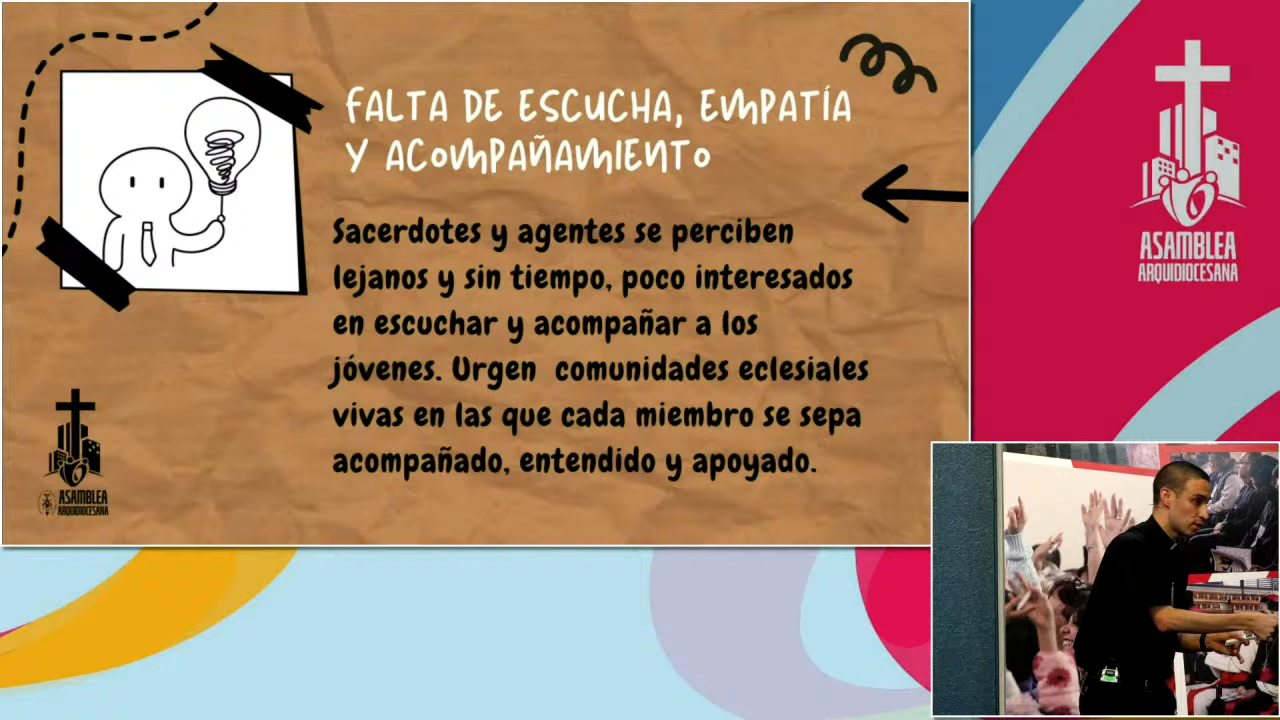 FALTA DE ESCUCHA, EMPATÍA
Y ACOMPAÑAMIENTO
Sacerdotes y agentes se perciben
lejanos y sin tiempo, poco interesados
en escuchar y acompañar a los
jóvenes. Urgen comunidades eclesiales
vivas en las que cada miembro se sepa
acompañado, entendido y apoyado.
ASAMBLEA
ARQUIDIOCESANA
ASAMBLEA
ARQUIDIOCESANA